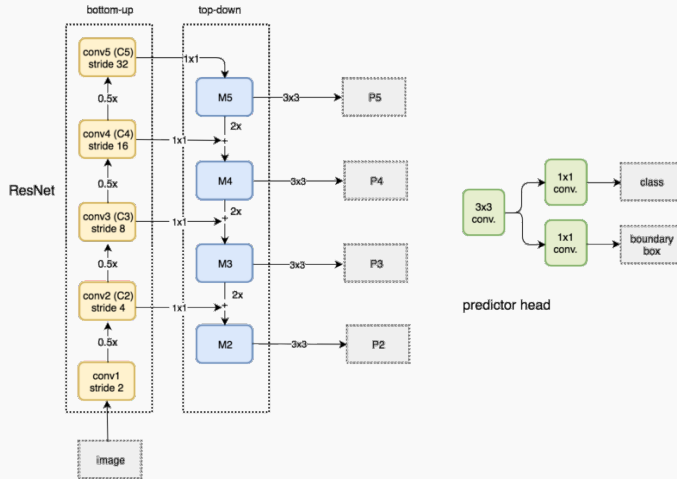 bottom-up
top-down
conv5 (C5)
stride 32
1x1
M5
3x3
P5
0.5x
2x
conv4 (C4)
stride 16
1x1
+
M4
3x3
P4
0.5x
2x
ResNet
conv3 (C3)
stride 8
1x1
+
M3
3x3
P3
0.5x
2x
conv2 (C2)
stride 4
1x1
+
M2
3x3
P2
0.5x
conv1
stride 2
image
3x3
conv.
1x1
conv.
class
1x1
conv.
boundary
box
predictor head